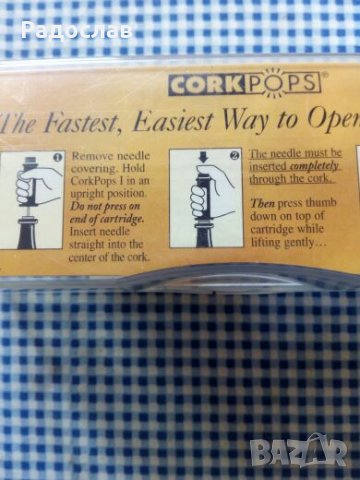 Радослав
CORKPOPS®
The Fastest, Easiest Way to Open
1
Remove needle
covering. Hold
CorkPops I in an
upright position.
Do not press on
end of cartridge.
Insert needle
straight into the
center of the cork.
2
The needle must be
inserted completely
through the cork.
Then press thumb
down on top of
cartridge while
lifting gently...
BAZAR